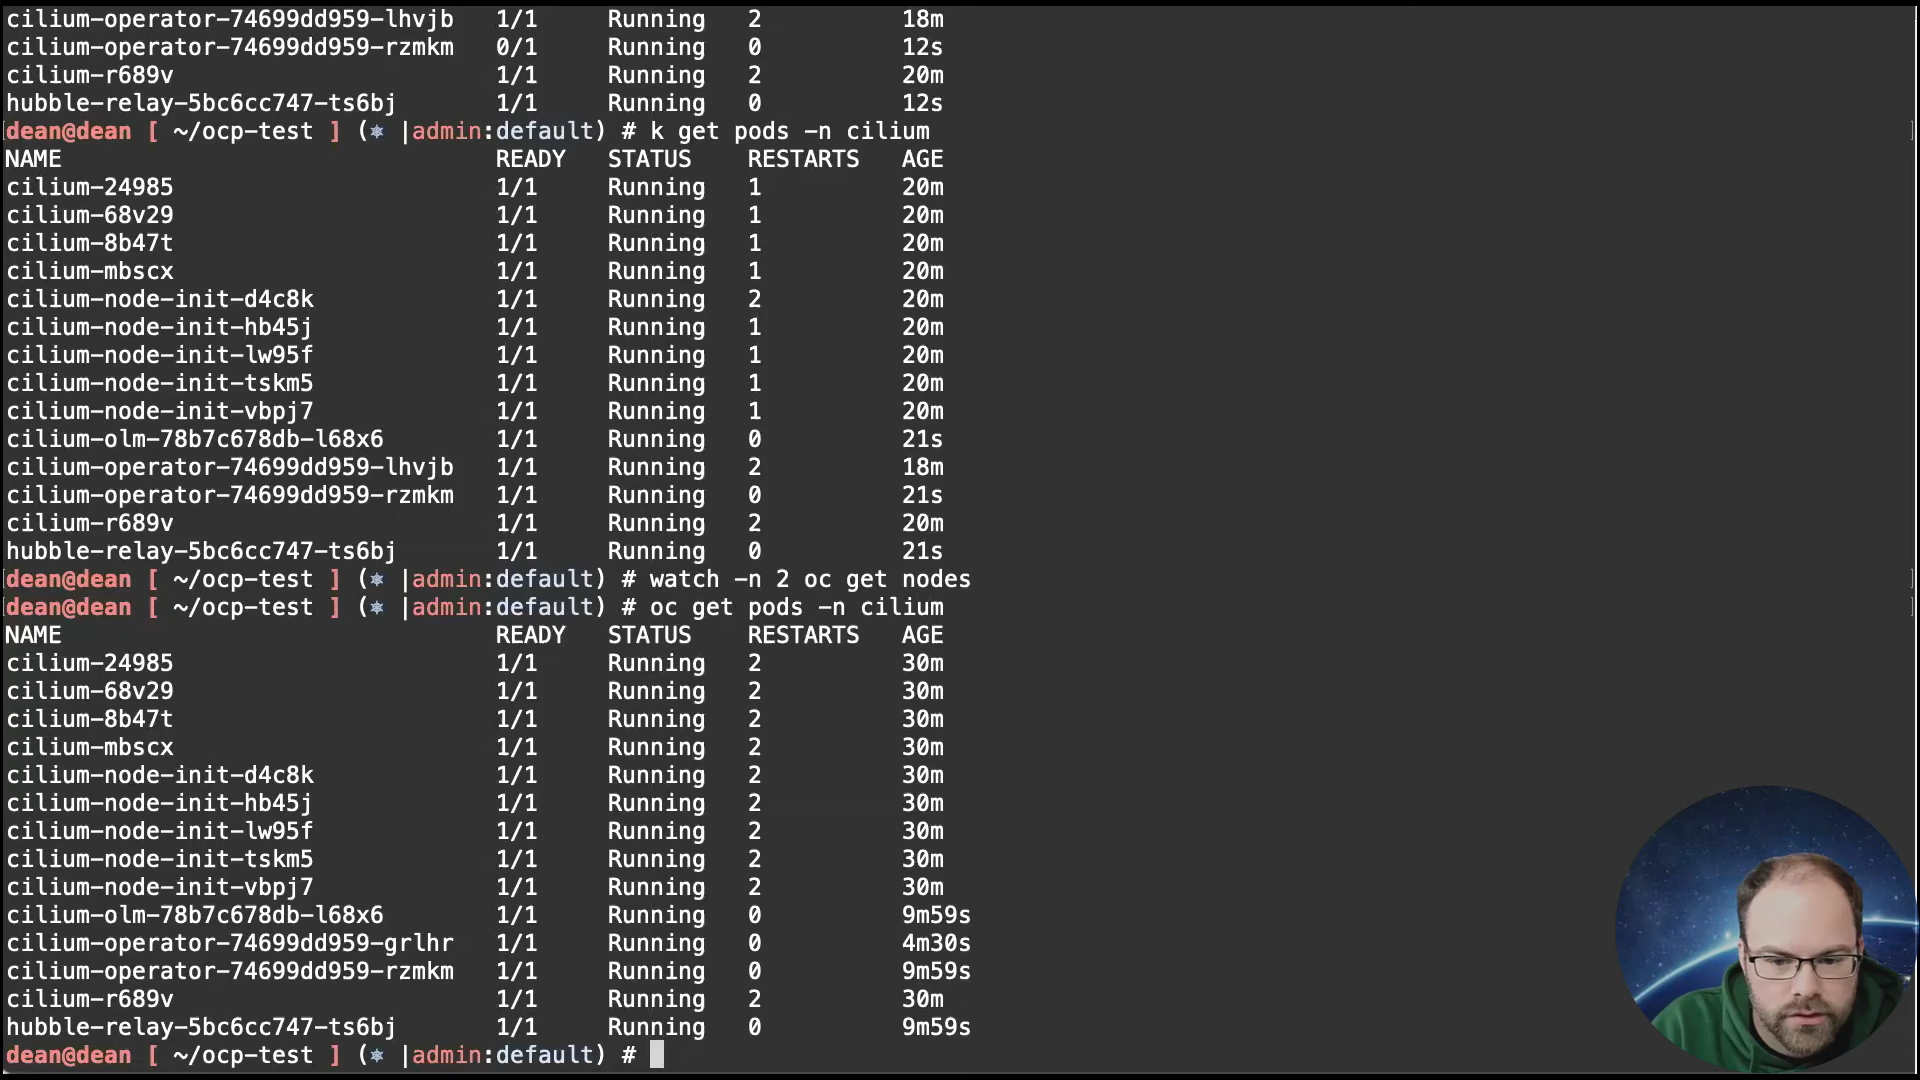 cilium-operator-74699dd959-lhvjb   1/1     Running   2          18m
cilium-operator-74699dd959-rzmkm   0/1     Running   0          12s
cilium-r689v                       1/1     Running   2          20m
hubble-relay-5bc6cc747-ts6bj       1/1     Running   0          12s
dean@dean [ ~/ocp-test ] (⎈ |admin:default) # k get pods -n cilium
NAME                               READY   STATUS    RESTARTS   AGE
cilium-24985                       1/1     Running   1          20m
cilium-68v29                       1/1     Running   1          20m
cilium-8b47t                       1/1     Running   1          20m
cilium-mbscx                       1/1     Running   1          20m
cilium-node-init-d4c8k             1/1     Running   2          20m
cilium-node-init-hb45j             1/1     Running   1          20m
cilium-node-init-lw95f             1/1     Running   1          20m
cilium-node-init-tskm5             1/1     Running   1          20m
cilium-node-init-vbpj7             1/1     Running   1          20m
cilium-olm-78b7c678db-l68x6        1/1     Running   0          21s
cilium-operator-74699dd959-lhvjb   1/1     Running   2          18m
cilium-operator-74699dd959-rzmkm   1/1     Running   0          21s
cilium-r689v                       1/1     Running   2          20m
hubble-relay-5bc6cc747-ts6bj       1/1     Running   0          21s
dean@dean [ ~/ocp-test ] (⎈ |admin:default) # watch -n 2 oc get nodes
dean@dean [ ~/ocp-test ] (⎈ |admin:default) # oc get pods -n cilium
NAME                               READY   STATUS    RESTARTS   AGE
cilium-24985                       1/1     Running   2          30m
cilium-68v29                       1/1     Running   2          30m
cilium-8b47t                       1/1     Running   2          30m
cilium-mbscx                       1/1     Running   2          30m
cilium-node-init-d4c8k             1/1     Running   2          30m
cilium-node-init-hb45j             1/1     Running   2          30m
cilium-node-init-lw95f             1/1     Running   2          30m
cilium-node-init-tskm5             1/1     Running   2          30m
cilium-node-init-vbpj7             1/1     Running   2          30m
cilium-olm-78b7c678db-l68x6        1/1     Running   0          9m59s
cilium-operator-74699dd959-grlhr   1/1     Running   0          4m30s
cilium-operator-74699dd959-rzmkm   1/1     Running   0          9m59s
cilium-r689v                       1/1     Running   2          30m
hubble-relay-5bc6cc747-ts6bj       1/1     Running   0          9m59s
dean@dean [ ~/ocp-test ] (⎈ |admin:default) #